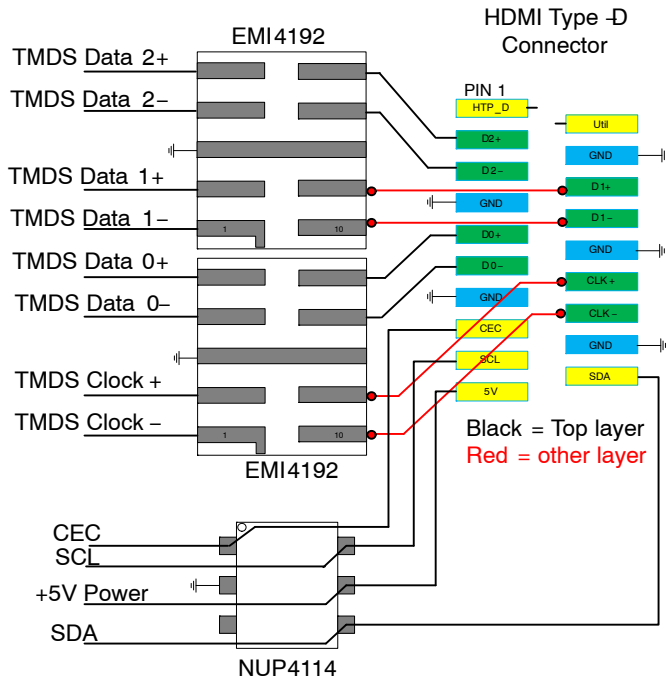 HDMI Type -D
Connector
EMI4192
TMDS Data 2+
TMDS Data 2-
TMDS Data 1+
TMDS Data 1-
TMDS Data 0+
TMDS Data 0-
TMDS Clock +
TMDS Clock -
1
10
1
10
EMI4192
PIN 1
HTP_D
D2+
D2-
GND
D0+
D0-
GND
CEC
SCL
5V
Util
GND
D1+
D1-
GND
CLK+
CLK-
GND
SDA
Black = Top layer
Red = other layer
CEC
SCL
+5V Power
SDA
NUP4114